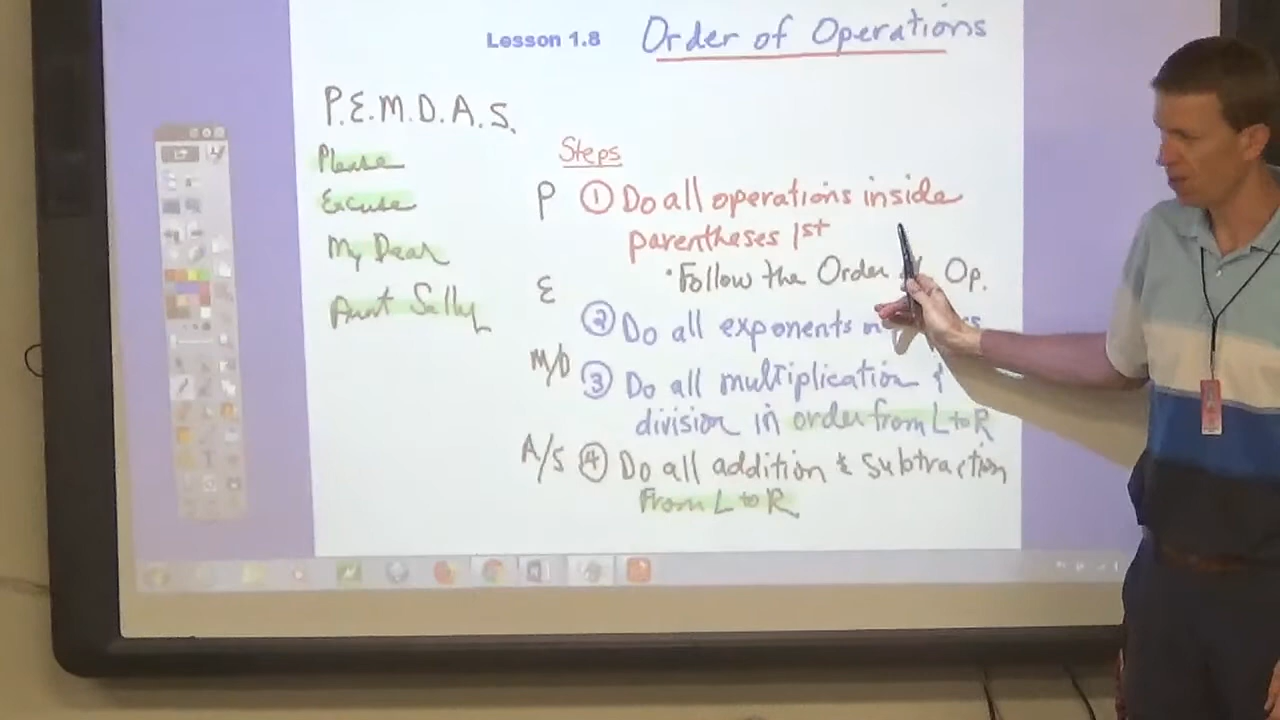 Lesson 1.8 Order of Operations
P.E.M.D.A.S.
Please
Excuse
My Dear
Aunt Sally
Steps
P ① Do all operations inside
parentheses 1st
• Follow the Order Op.
E
② Do all exponents
M/D ③ Do all multiplication &
division in order from L to R
A/S ④ Do all addition & Subtraction
From L to R